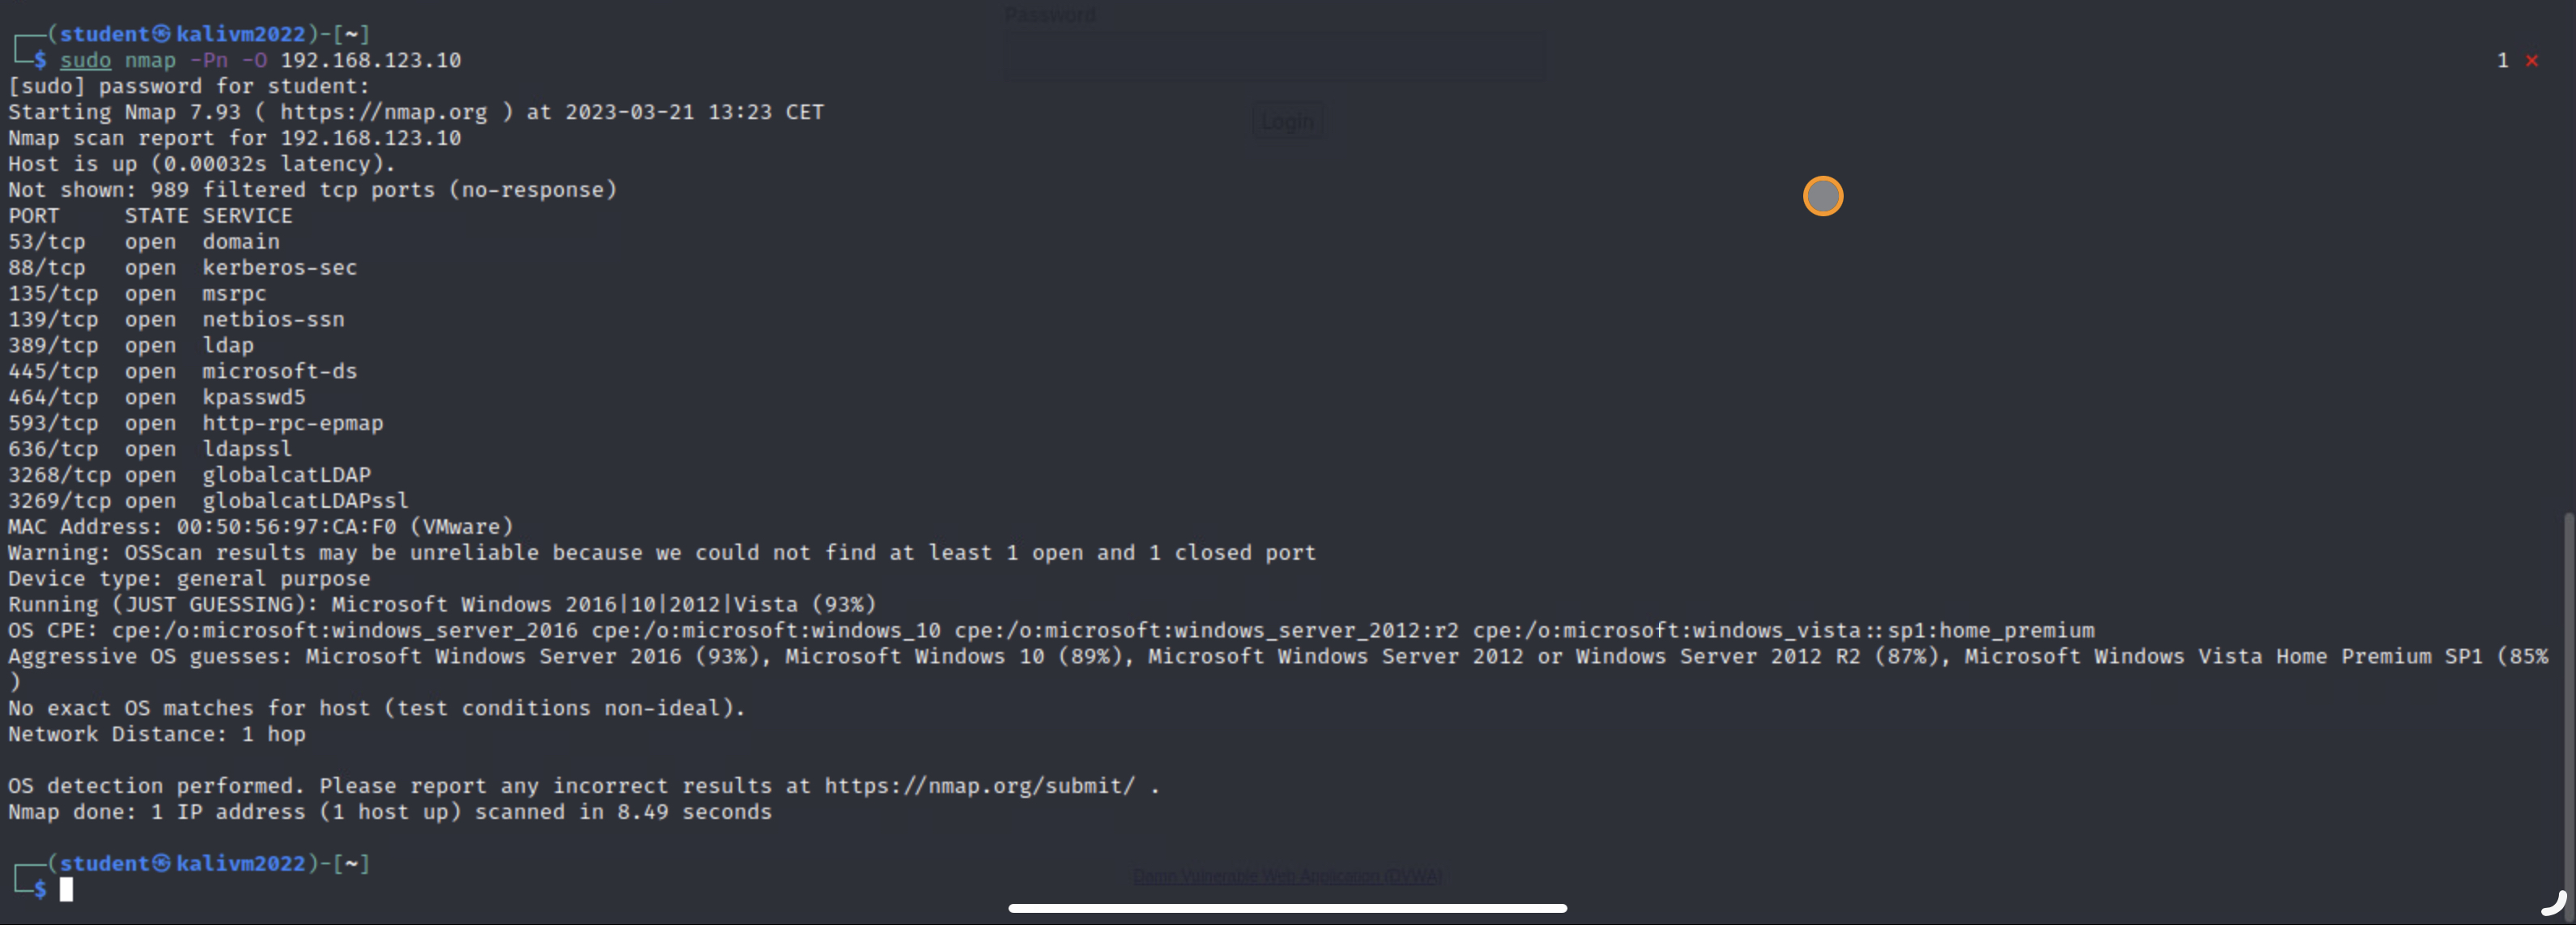 Password
┌──(student㉿kalivm2022)-[~]
└─$ sudo nmap -Pn -O 192.168.123.10
1 ×
[sudo] password for student:
Starting Nmap 7.93 ( https://nmap.org ) at 2023-03-21 13:23 CET
Login
Nmap scan report for 192.168.123.10
Host is up (0.00032s latency).
Not shown: 989 filtered tcp ports (no-response)
PORT     STATE SERVICE
53/tcp   open  domain
88/tcp   open  kerberos-sec
135/tcp  open  msrpc
139/tcp  open  netbios-ssn
389/tcp  open  ldap
445/tcp  open  microsoft-ds
464/tcp  open  kpasswd5
593/tcp  open  http-rpc-epmap
636/tcp  open  ldapssl
3268/tcp open  globalcatLDAP
3269/tcp open  globalcatLDAPssl
MAC Address: 00:50:56:97:CA:F0 (VMware)
Warning: OSScan results may be unreliable because we could not find at least 1 open and 1 closed port
Device type: general purpose
Running (JUST GUESSING): Microsoft Windows 2016|10|2012|Vista (93%)
OS CPE: cpe:/o:microsoft:windows_server_2016 cpe:/o:microsoft:windows_10 cpe:/o:microsoft:windows_server_2012:r2 cpe:/o:microsoft:windows_vista::sp1:home_premium
Aggressive OS guesses: Microsoft Windows Server 2016 (93%), Microsoft Windows 10 (89%), Microsoft Windows Server 2012 or Windows Server 2012 R2 (87%), Microsoft Windows Vista Home Premium SP1 (85%
)
No exact OS matches for host (test conditions non-ideal).
Network Distance: 1 hop
OS detection performed. Please report any incorrect results at https://nmap.org/submit/ .
Nmap done: 1 IP address (1 host up) scanned in 8.49 seconds
┌──(student㉿kalivm2022)-[~]
└─$
Damn Vulnerable Web Application (DVWA)